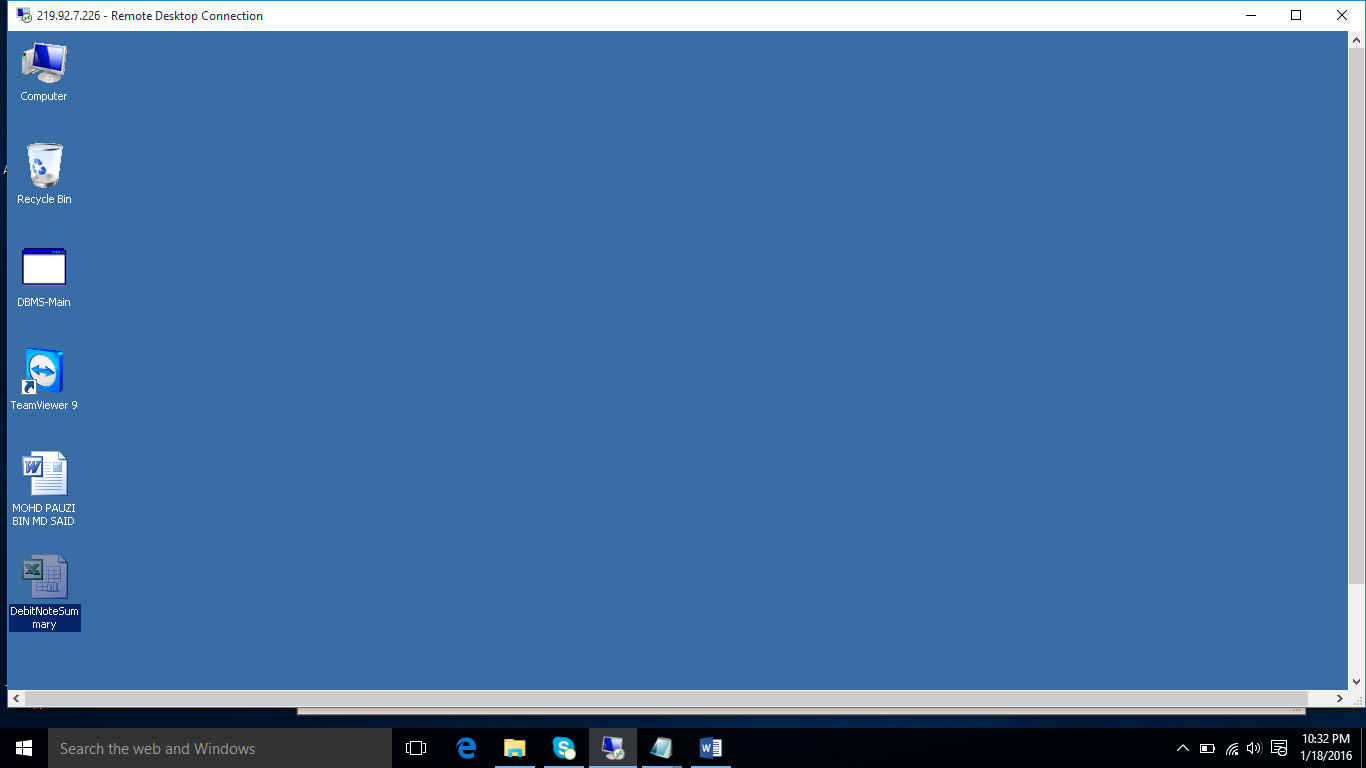 219.92.7.226 - Remote Desktop Connection
Computer
Recycle Bin
DBMS-Main
TeamViewer 9
MOHD PAUZI
BIN MD SAID
DebitNoteSum
mary
Search the web and Windows
10:32 PM
1/18/2016